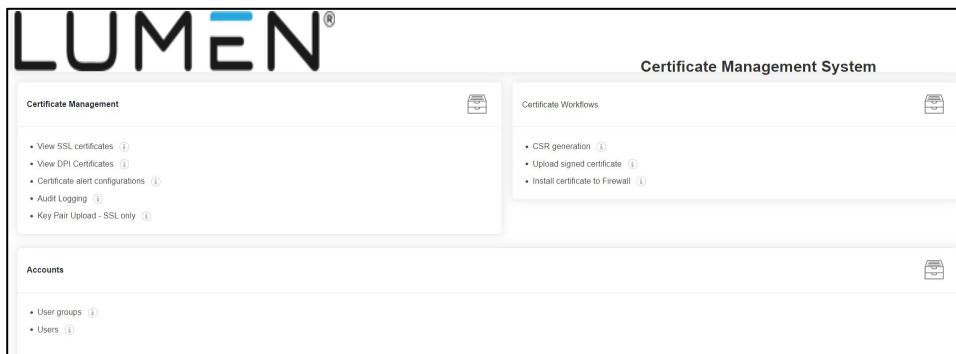 LUMEN®
Certificate Management System
Certificate Management
• View SSL certificates
• View DPI Certificates
• Certificate alert configurations
• Audit Logging
• Key Pair Upload - SSL only
Certificate Workflows
• CSR generation
• Upload signed certificate
• Install certificate to Firewall
Accounts
• User groups
• Users